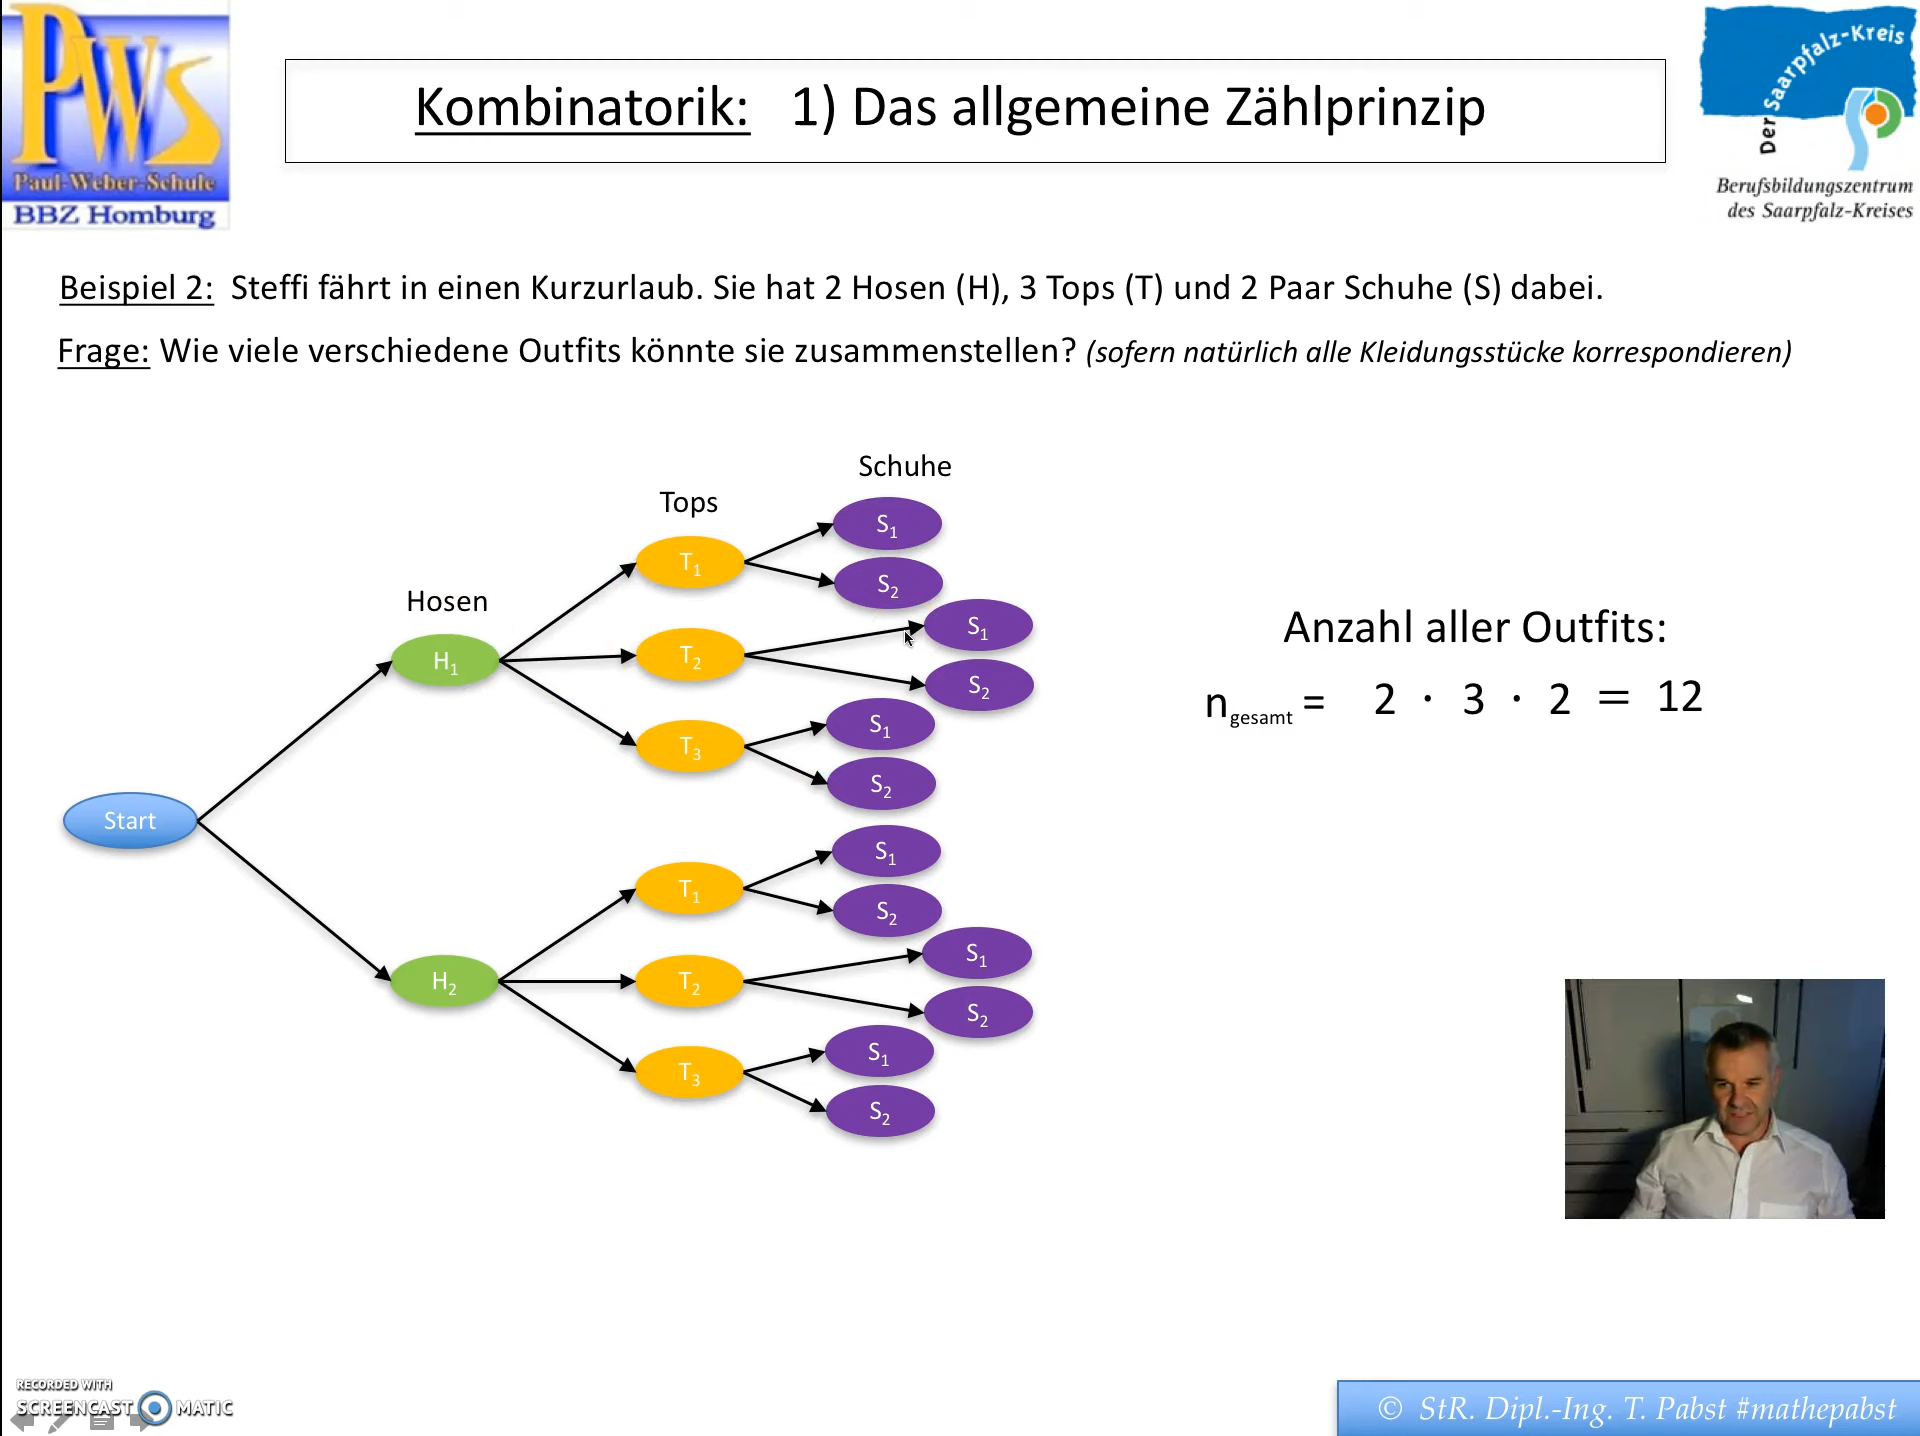 PWS
Paul-Weber-Schule
BBZ Homburg
Kombinatorik: 1) Das allgemeine Zählprinzip
Der Saarpfalz-Kreis
Berufsbildungszentrum
des Saarpfalz-Kreises
Beispiel 2: Steffi fährt in einen Kurzurlaub. Sie hat 2 Hosen (H), 3 Tops (T) und 2 Paar Schuhe (S) dabei.
Frage: Wie viele verschiedene Outfits könnte sie zusammenstellen? (sofern natürlich alle Kleidungsstücke korrespondieren)
Schuhe
Tops
Hosen
S1
T1
S2
S1
T2
H1
S2
S1
T3
S2
Start
S1
T1
S2
S1
T2
H2
S2
S1
T3
S2
Anzahl aller Outfits:
ngesamt = 2 · 3 · 2 = 12
RECORDED WITH
SCREENCAST MATIC
© StR. Dipl.-Ing. T. Pabst #mathepabst